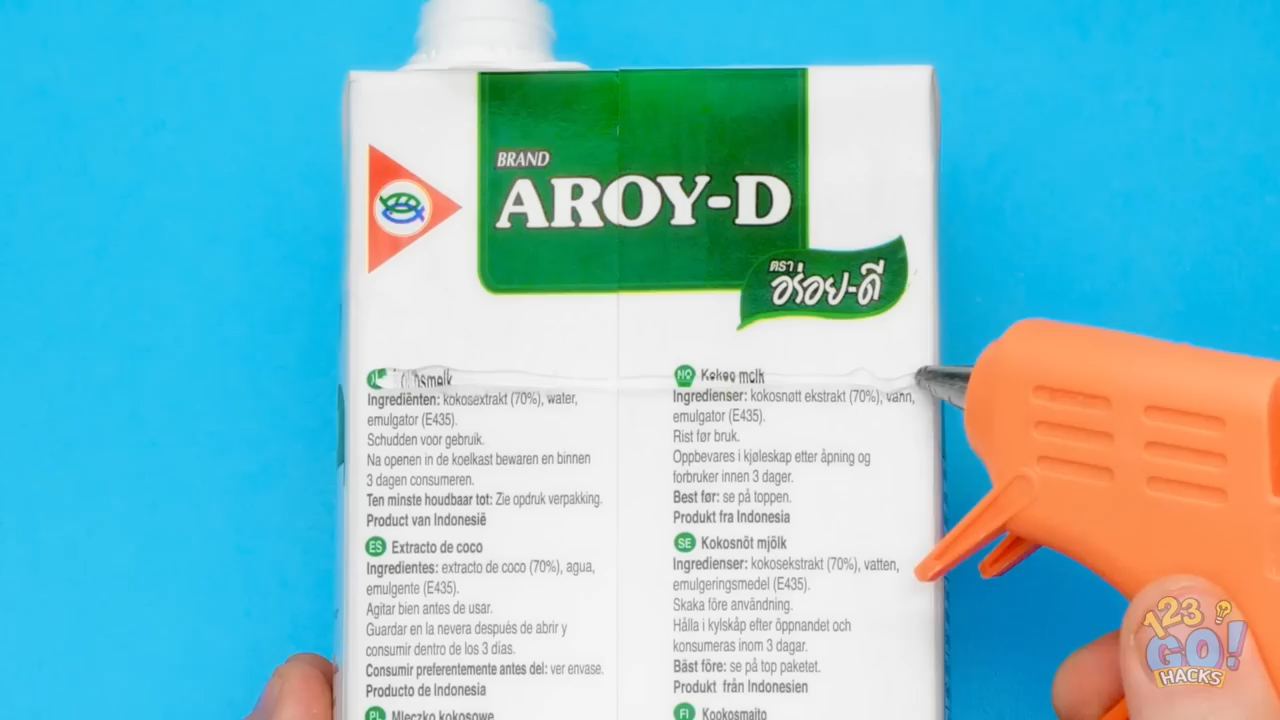 BRAND
AROY-D
ตรา
อร่อย-ดี
Ingrediënten: kokosextrakt (70%), water,
emulgator (E435).
Schudden voor gebruik.
Na openen in de koelkast bewaren en binnen
3 dagen consumeren.
Ten minste houdbaar tot: Zie opdruk verpakking.
Product van Indonesië
ES Extracto de coco
Ingredientes: extracto de coco (70%), agua,
emulgente (E435).
Agitar bien antes de usar.
Guardar en la nevera después de abrir y
consumir dentro de los 3 dias.
Consumir preferentemente antes del: ver envase.
Producto de Indonesia
PL Mleczko kokosowe
NO
Ingredienser: kokosnøtt ekstrakt (70%), vann,
emulgator (E435).
Rist før bruk.
Oppbevares i kjøleskap etter åpning og
forbruker innen 3 dager.
Best før: se på toppen.
Produkt fra Indonesia
SE Kokosnöt mjölk
Ingredienser: kokosekstrakt (70%), vatten,
emulgeringsmedel (E435).
Skaka före användning.
Hålla i kylskåp efter öppnandet och
konsumeras inom 3 dagar.
Bäst före: se på top paketet.
Produkt från Indonesien
FI
123
GO!
HACKS